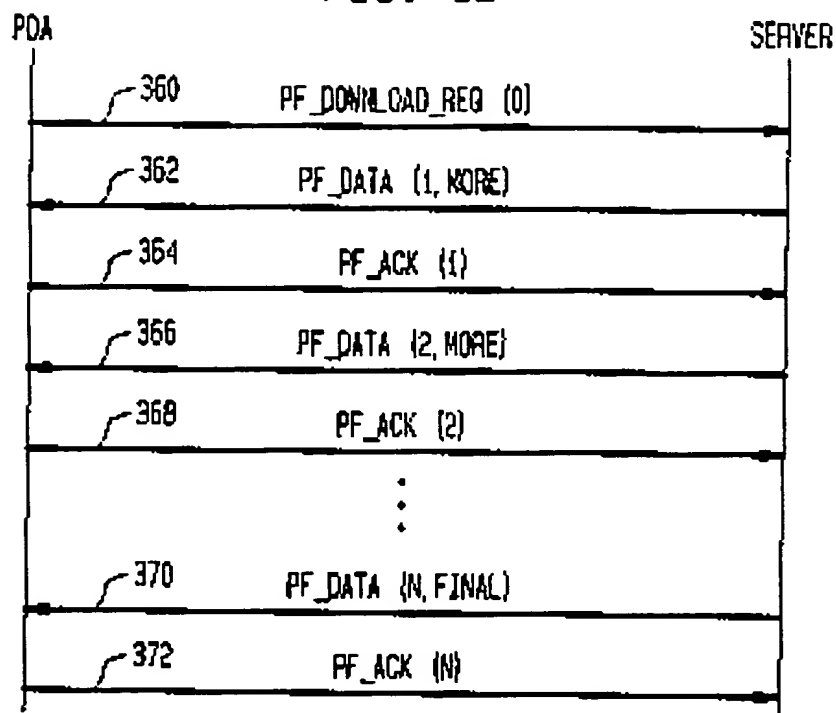 PDA
SERVER
360
PF_DOWNLOAD_REQ (0)
362
PF_DATA (1, MORE)
364
PF_ACK (1)
366
PF_DATA (2, MORE)
368
PF_ACK (2)
370
PF_DATA (N, FINAL)
372
PF_ACK (N)